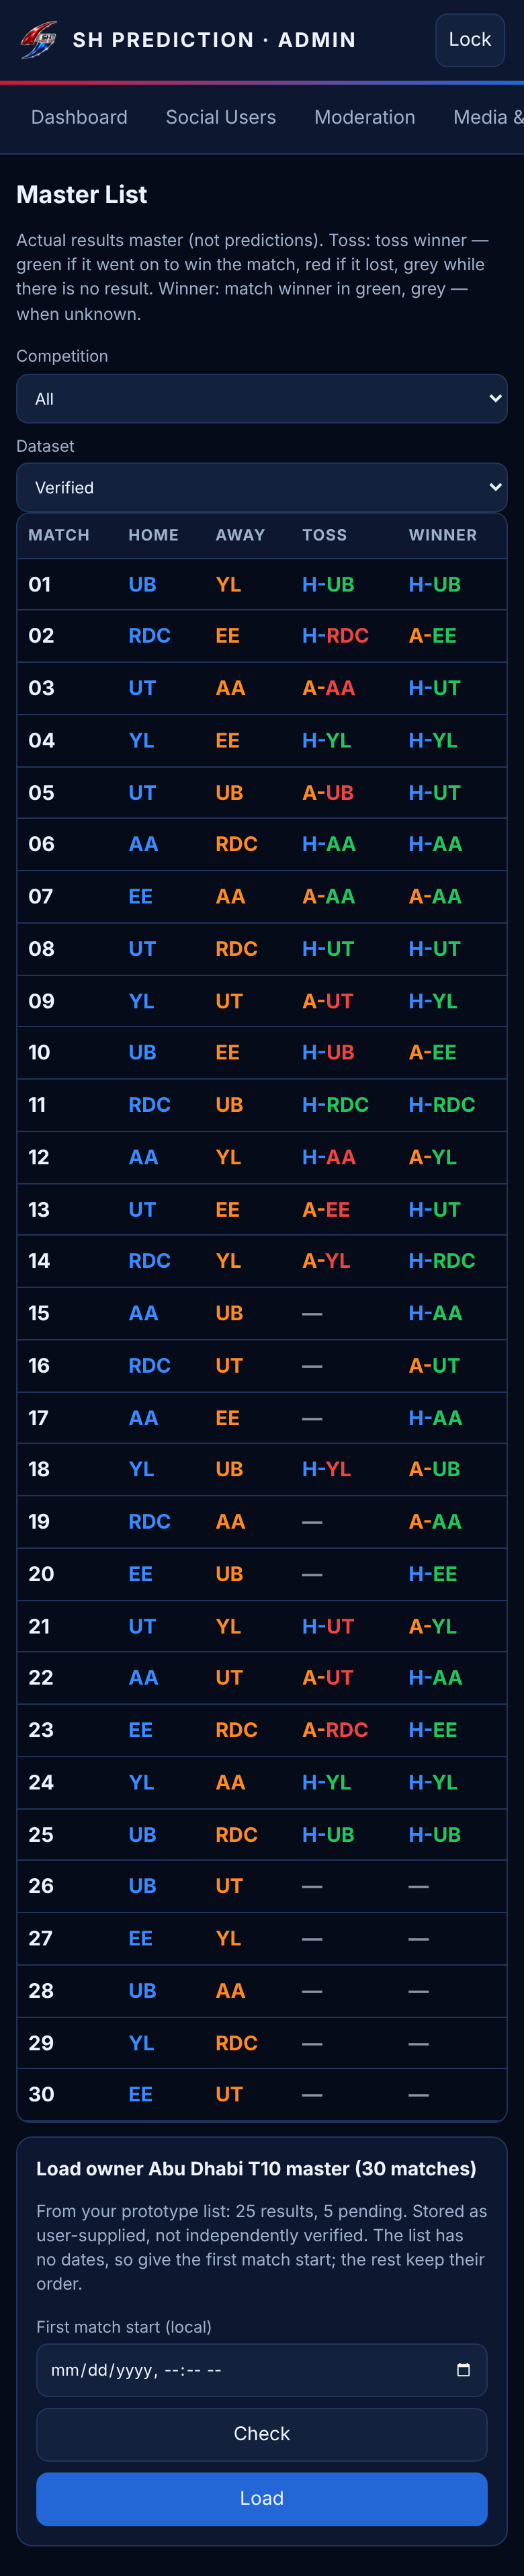 SH PREDICTION · ADMIN
Lock
Dashboard Social Users Moderation Media &
Master List
Actual results master (not predictions). Toss: toss winner —
green if it went on to win the match, red if it lost, grey while
there is no result. Winner: match winner in green, grey —
when unknown.
Competition
All
Dataset
Verified
MATCH HOME AWAY TOSS WINNER
01 UB YL H-UB H-UB
02 RDC EE H-RDC A-EE
03 UT AA A-AA H-UT
04 YL EE H-YL H-YL
05 UT UB A-UB H-UT
06 AA RDC H-AA H-AA
07 EE AA A-AA A-AA
08 UT RDC H-UT H-UT
09 YL UT A-UT H-YL
10 UB EE H-UB A-EE
11 RDC UB H-RDC H-RDC
12 AA YL H-AA A-YL
13 UT EE A-EE H-UT
14 RDC YL A-YL H-RDC
15 AA UB — H-AA
16 RDC UT — A-UT
17 AA EE — H-AA
18 YL UB H-YL A-UB
19 RDC AA — A-AA
20 EE UB — H-EE
21 UT YL H-UT A-YL
22 AA UT A-UT H-AA
23 EE RDC A-RDC H-EE
24 YL AA H-YL H-YL
25 UB RDC H-UB H-UB
26 UB UT — —
27 EE YL — —
28 UB AA — —
29 YL RDC — —
30 EE UT — —
Load owner Abu Dhabi T10 master (30 matches)
From your prototype list: 25 results, 5 pending. Stored as
user-supplied, not independently verified. The list has
no dates, so give the first match start; the rest keep their
order.
First match start (local)
mm/dd/yyyy, --:-- --
Check
Load